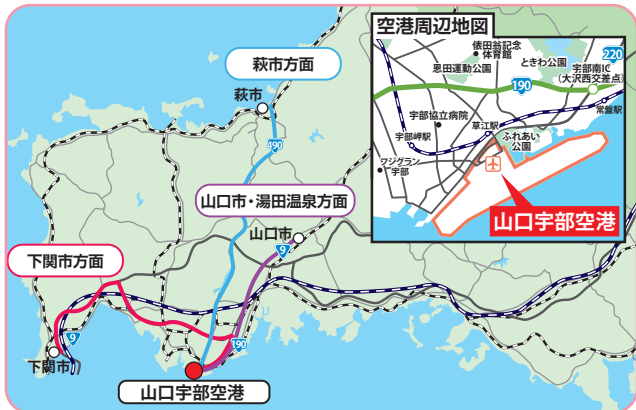 空港周辺地図
俵田翁記念
体育館
ときわ公園
恩田運動公園
宇部南IC
(大沢西交差点)
220
190
常盤駅
宇部協立病院
草江駅
宇部岬駅
ふれあい
公園
フジグラン
宇部
山口宇部空港
萩市方面
萩市
490
山口市・湯田温泉方面
山口市
9
下関市方面
9
190
下関市
山口宇部空港